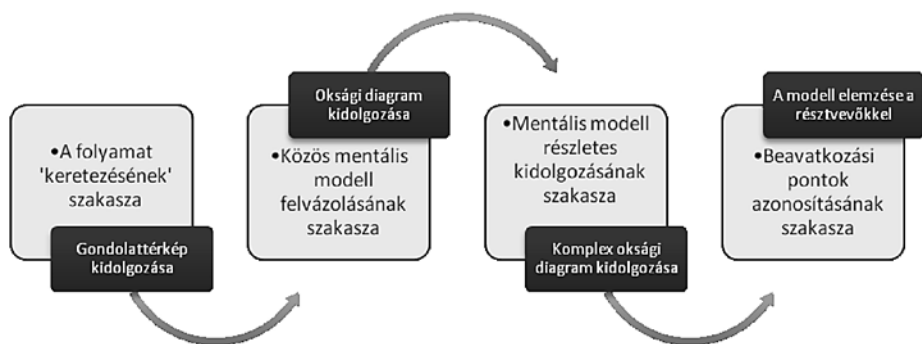 •A folyamat
'keretezésének'
szakasza
Gondolattérkép
kidolgozása
Oksági diagram
kidolgozása
•Közös mentális
modell
felvázolásának
szakasza
•Mentális modell
részletes
kidolgozásának
szakasza
Komplex oksági
diagram kidolgozása
A modell elemzése a
résztvevőkkel
•Beavatkozási
pontok
azonosításának
szakasza